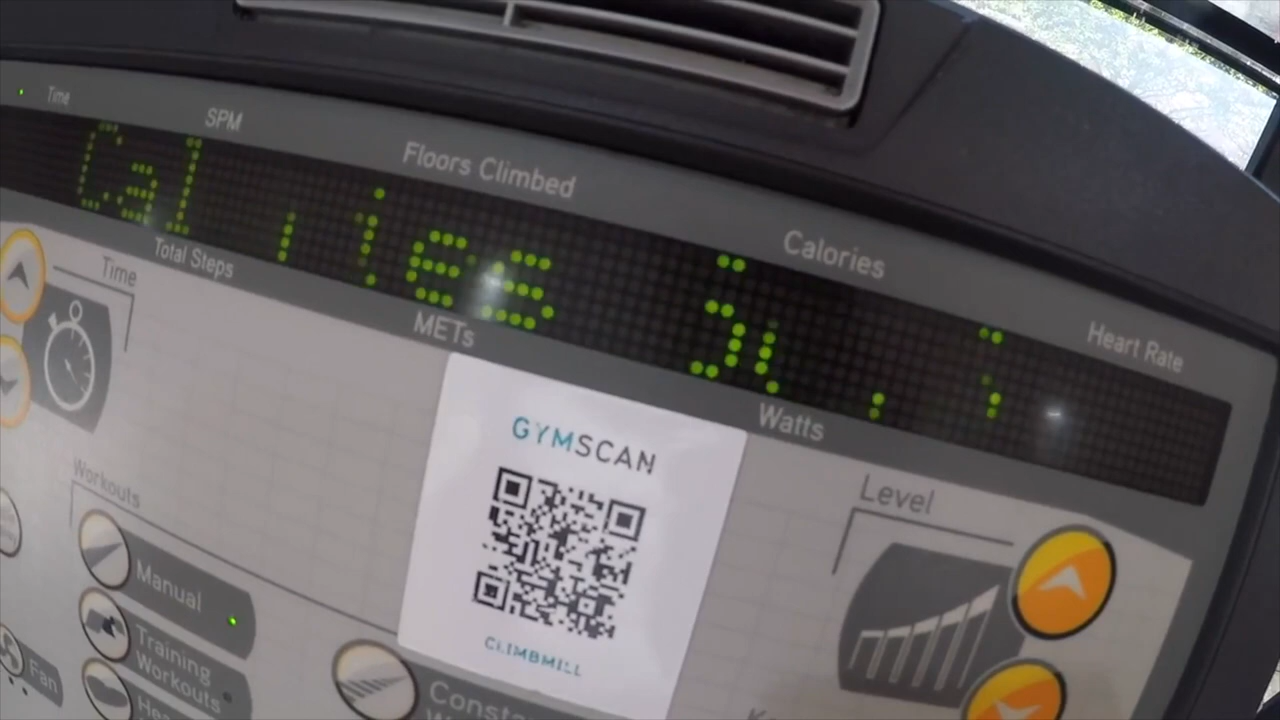 Time
SPM
Floors Climbed
Calories
Heart Rate
Total Steps
METs
Watts
Time
GYMSCAN
CLIMBMILL
Level
Workouts
Manual
Training
Workouts
Fan